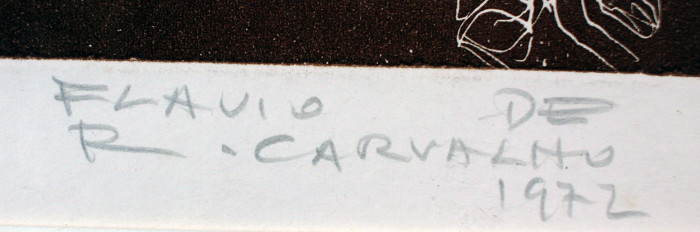 FLAVIO DE
R. CARVALHO
1972